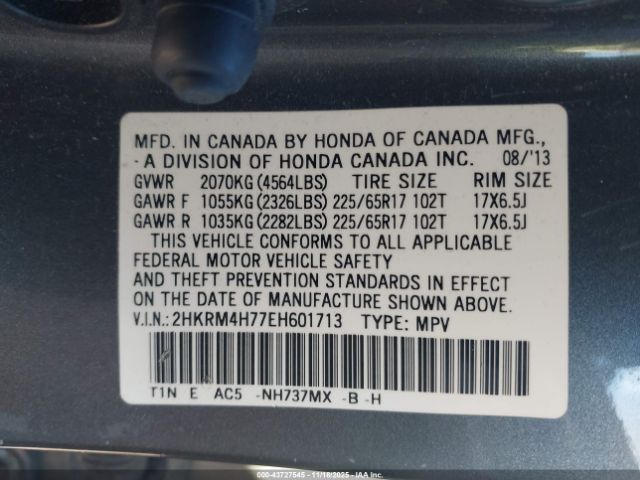 MFD. IN CANADA BY HONDA OF CANADA MFG.,
- A DIVISION OF HONDA CANADA INC. 08/'13
GVWR 2070KG (4564LBS) TIRE SIZE RIM SIZE
GAWR F 1055KG (2326LBS) 225/65R17 102T 17X6.5J
GAWR R 1035KG (2282LBS) 225/65R17 102T 17X6.5J
THIS VEHICLE CONFORMS TO ALL APPLICABLE
FEDERAL MOTOR VEHICLE SAFETY
AND THEFT PREVENTION STANDARDS IN EFFECT
ON THE DATE OF MANUFACTURE SHOWN ABOVE.
V.I.N.: 2HKRM4H77EH601713 TYPE: MPV
T1N E AC5 -NH737MX -B -H
000-43727545 - 11/18/2025 - IAAI.COM